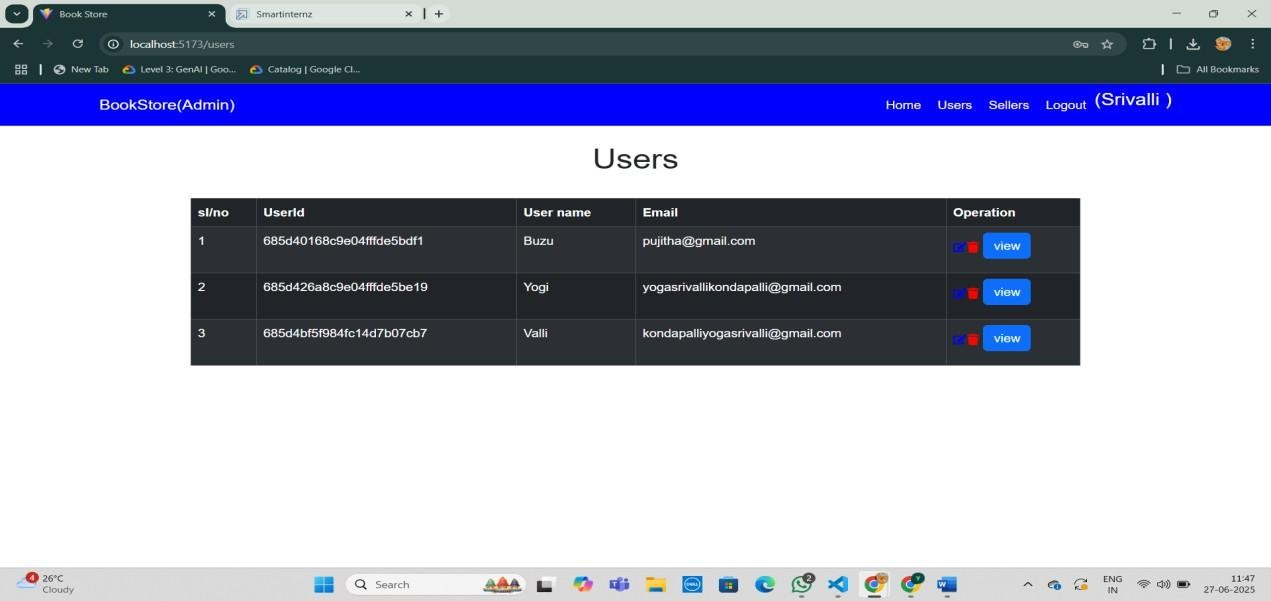 Book Store
Smartinternz
localhost:5173/users
New Tab
Level 3: GenAI | Goo...
Catalog | Google Cl...
All Bookmarks
BookStore(Admin)
Home Users Sellers Logout (Srivalli )
Users
sl/no UserId User name Email Operation
1 685d40168c9e04fffde5bdf1 Buzu pujitha@gmail.com view
2 685d426a8c9e04fffde5be19 Yogi yogasrivallikondapalli@gmail.com view
3 685d4bf5f984fc14d7b07cb7 Valli kondapalliyogasrivalli@gmail.com view
4
26°C
Cloudy
Search
DELL
2
Y
ENG
IN
11:47
27-06-2025